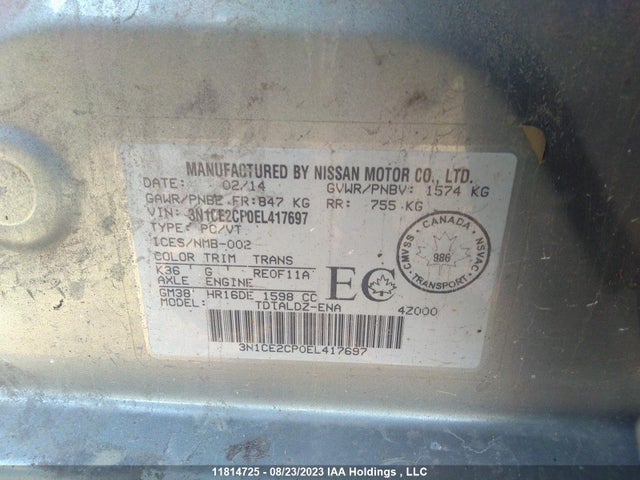 MANUFACTURED BY NISSAN MOTOR CO., LTD.
DATE: 02/14 GVWR/PNBV: 1574 KG
GAWR/PNBE FR: 847 KG RR: 755 KG
VIN: 3N1CE2CP0EL417697
TYPE: PC/VT
ICES/NMB-002
COLOR TRIM TRANS
K36 G RE0F11A
AXLE ENGINE
GM38 HR16DE 1598 CC
MODEL: TDTALDZ-ENA 4Z000
EC
CANADA
CMVSS NSVAC
986
TRANSPORT
3N1CE2CP0EL417697
11814725 - 08/23/2023 IAA Holdings , LLC